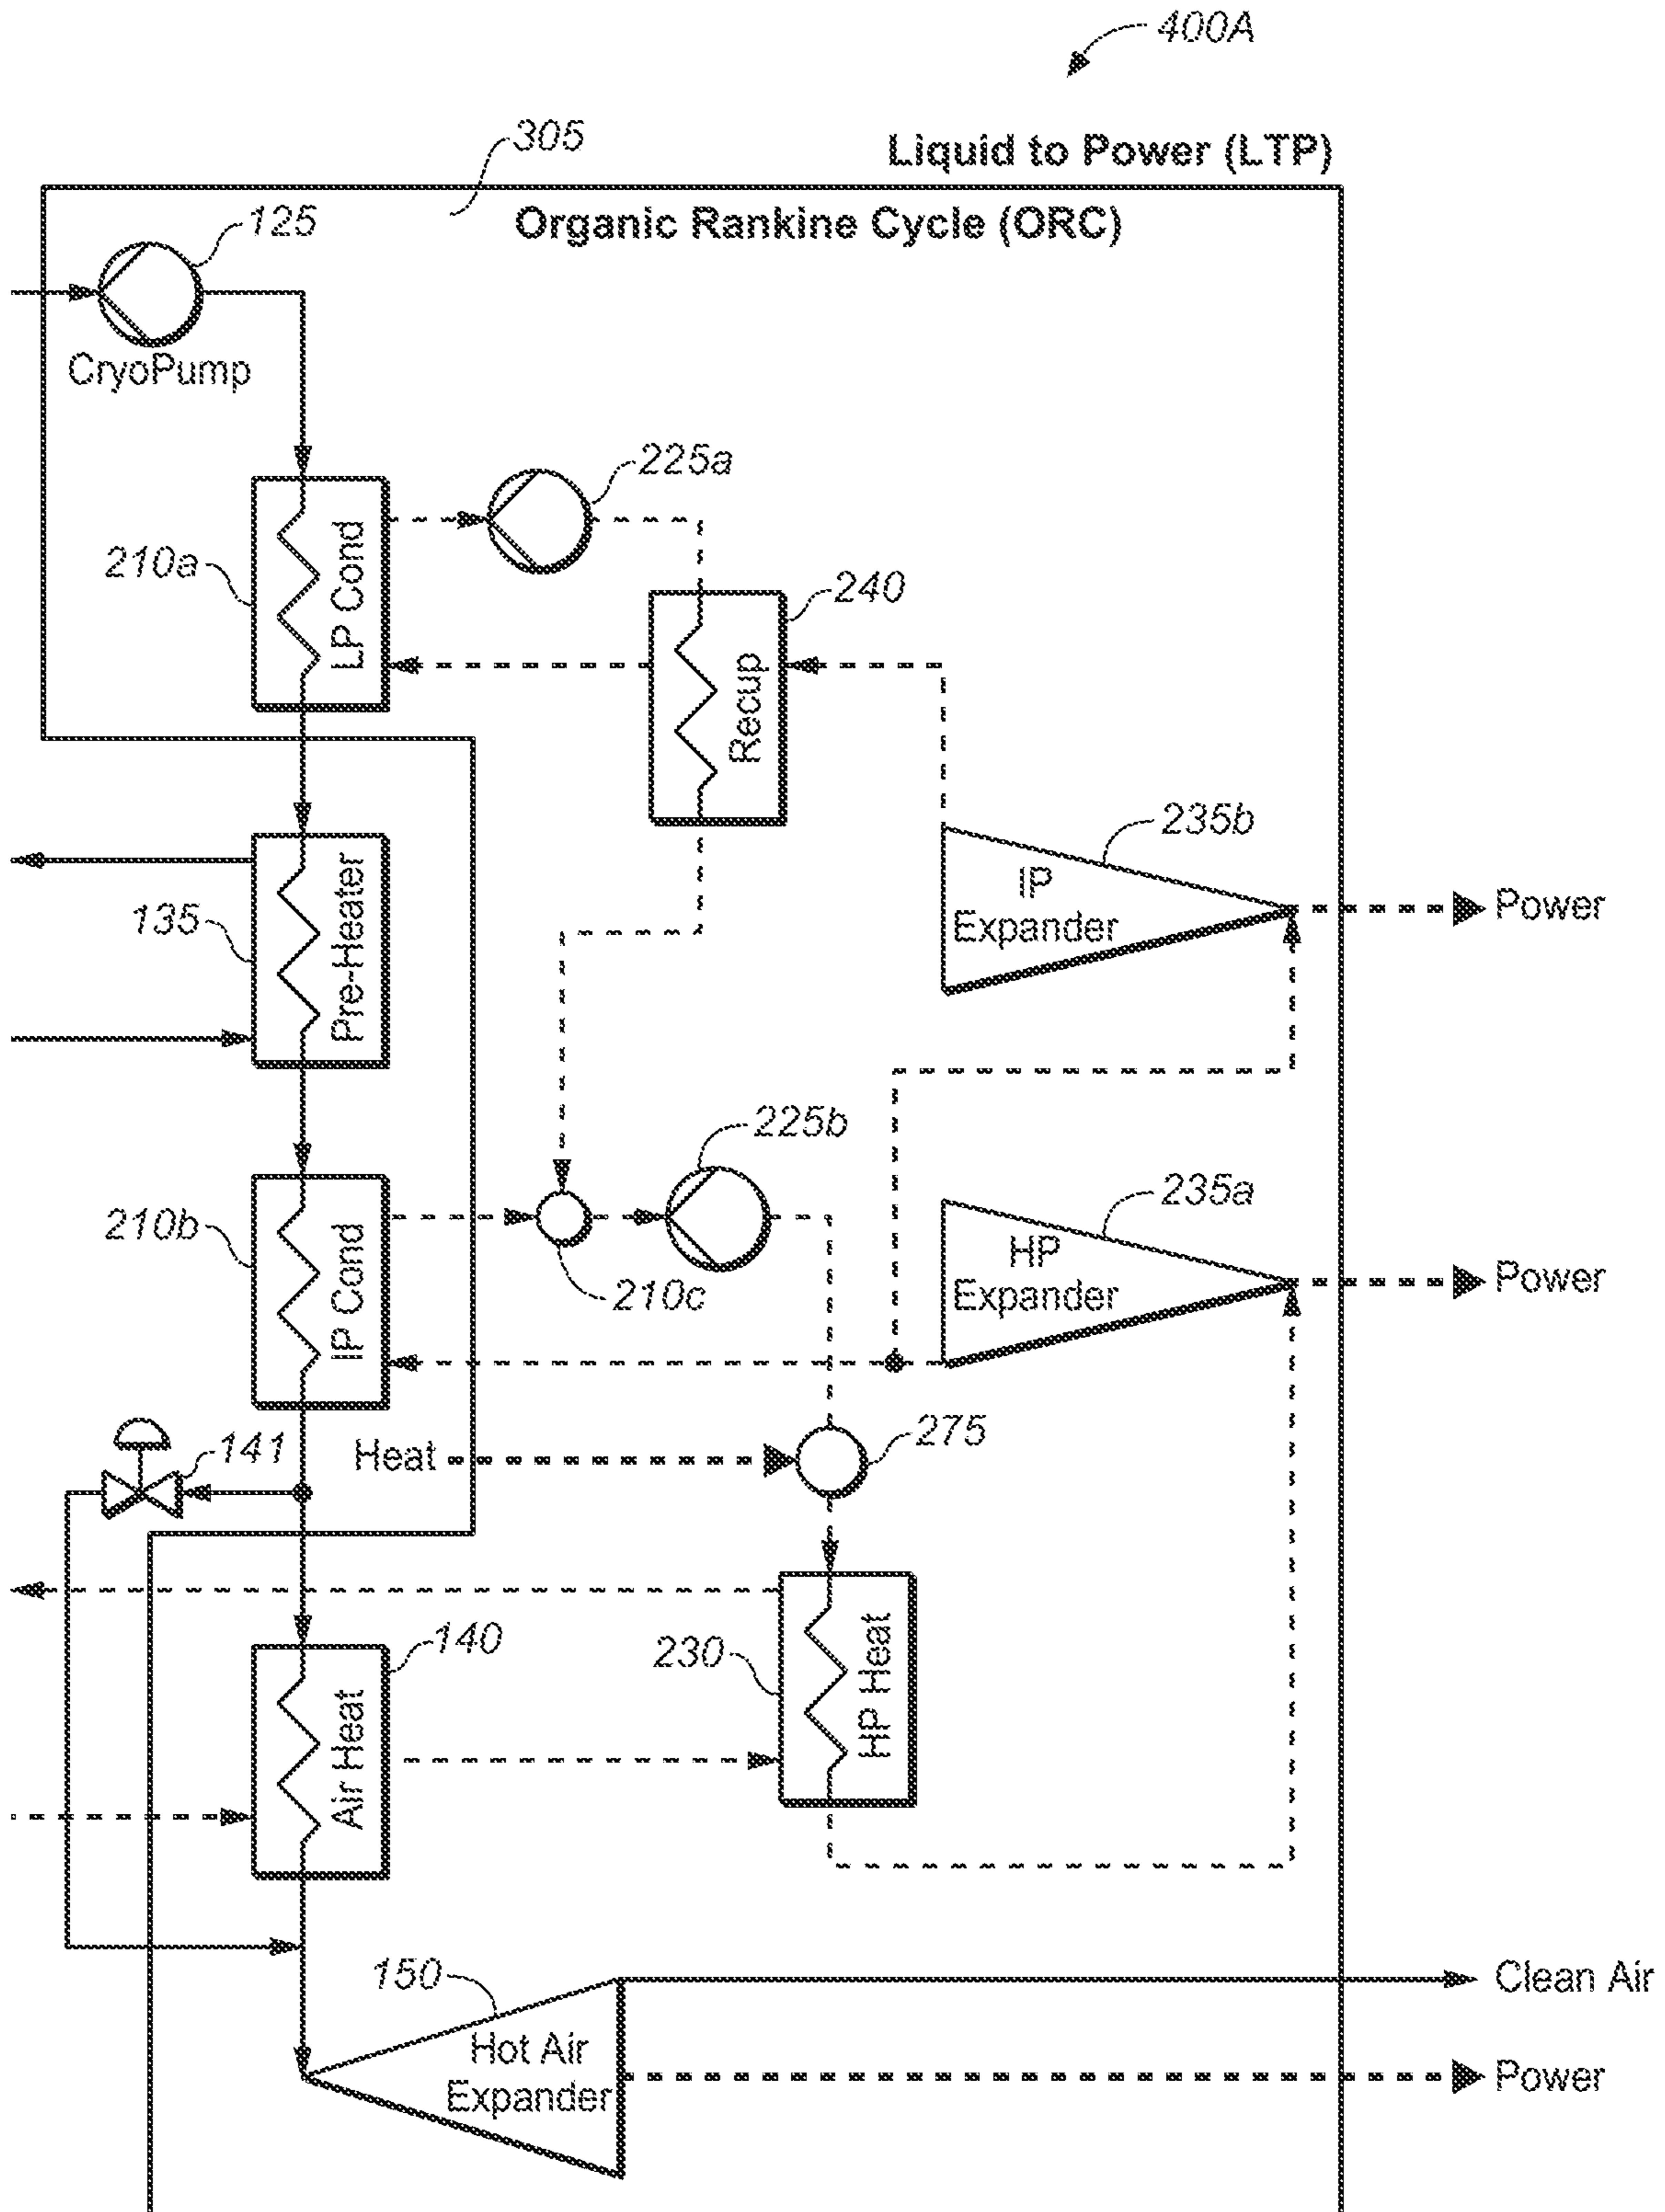 400A
305
Liquid to Power (LTP)
125
Organic Rankine Cycle (ORC)
CryoPump
225a
210a
LP Cond
240
Recup
235b
IP
Expander
Power
135
Pre-Heater
225b
235a
210b
IP Cond
210c
HP
Expander
Power
141
Heat
275
140
230
HP Heat
Air Heat
150
Clean Air
Hot Air
Expander
Power